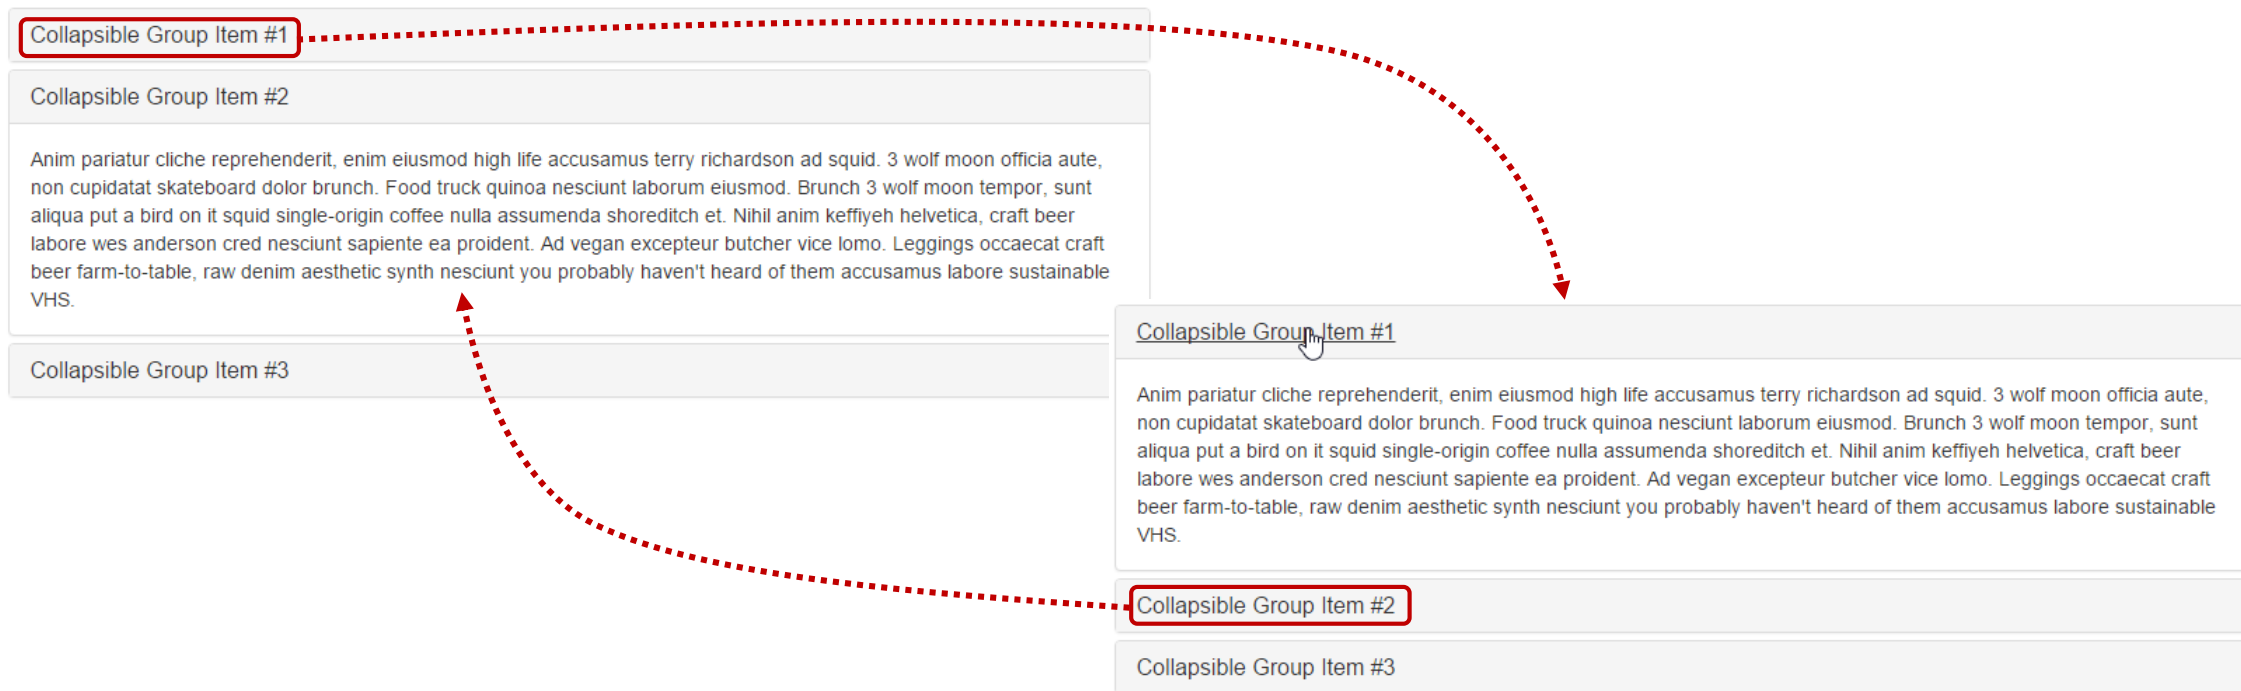 Collapsible Group Item #1
Collapsible Group Item #2
Anim pariatur cliche reprehenderit, enim eiusmod high life accusamus terry richardson ad squid. 3 wolf moon officia aute,
non cupidatat skateboard dolor brunch. Food truck quinoa nesciunt laborum eiusmod. Brunch 3 wolf moon tempor, sunt
aliqua put a bird on it squid single-origin coffee nulla assumenda shoreditch et. Nihil anim keffiyeh helvetica, craft beer
labore wes anderson cred nesciunt sapiente ea proident. Ad vegan excepteur butcher vice lomo. Leggings occaecat craft
beer farm-to-table, raw denim aesthetic synth nesciunt you probably haven't heard of them accusamus labore sustainable
VHS.
Collapsible Group Item #3
Collapsible Group Item #1
Anim pariatur cliche reprehenderit, enim eiusmod high life accusamus terry richardson ad squid. 3 wolf moon officia aute,
non cupidatat skateboard dolor brunch. Food truck quinoa nesciunt laborum eiusmod. Brunch 3 wolf moon tempor, sunt
aliqua put a bird on it squid single-origin coffee nulla assumenda shoreditch et. Nihil anim keffiyeh helvetica, craft beer
labore wes anderson cred nesciunt sapiente ea proident. Ad vegan excepteur butcher vice lomo. Leggings occaecat craft
beer farm-to-table, raw denim aesthetic synth nesciunt you probably haven't heard of them accusamus labore sustainable
VHS.
Collapsible Group Item #2
Collapsible Group Item #3